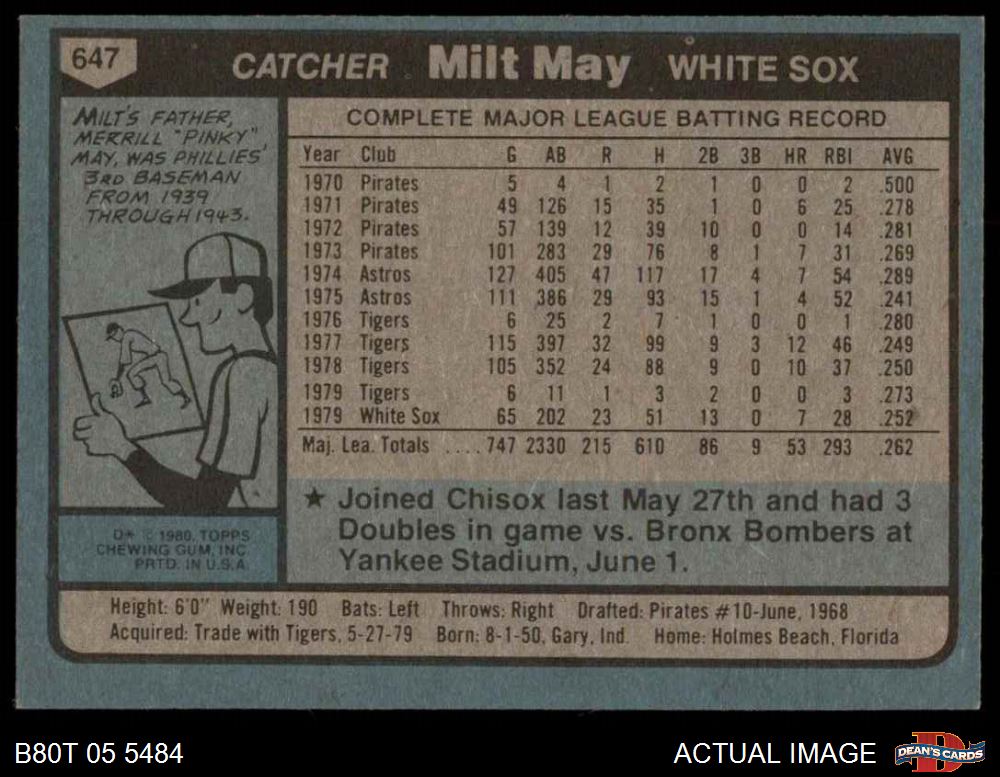 647
CATCHER Milt May WHITE SOX
MILT'S FATHER,
MERRILL "PINKY"
MAY, WAS PHILLIES'
3RD BASEMAN
FROM 1939
THROUGH 1943.
D* © 1980, TOPPS
CHEWING GUM, INC.
PRTD. IN U.S.A.
COMPLETE MAJOR LEAGUE BATTING RECORD
Year Club G AB R H 2B 3B HR RBI AVG
1970 Pirates 5 4 1 2 1 0 0 2 .500
1971 Pirates 49 126 15 35 1 0 6 25 .278
1972 Pirates 57 139 12 39 10 0 0 14 .281
1973 Pirates 101 283 29 76 8 1 7 31 .269
1974 Astros 127 405 47 117 17 4 7 54 .289
1975 Astros 111 386 29 93 15 1 4 52 .241
1976 Tigers 6 25 2 7 1 0 0 1 .280
1977 Tigers 115 397 32 99 9 3 12 46 .249
1978 Tigers 105 352 24 88 9 0 10 37 .250
1979 Tigers 6 11 1 3 2 0 0 3 .273
1979 White Sox 65 202 23 51 13 0 7 28 .252
Maj. Lea. Totals .... 747 2330 215 610 86 9 53 293 .262
★ Joined Chisox last May 27th and had 3
Doubles in game vs. Bronx Bombers at
Yankee Stadium, June 1.
Height: 6'0" Weight: 190 Bats: Left Throws: Right Drafted: Pirates #10-June, 1968
Acquired: Trade with Tigers, 5-27-79 Born: 8-1-50, Gary, Ind. Home: Holmes Beach, Florida
B80T 05 5484
ACTUAL IMAGE
DEAN'S CARDS